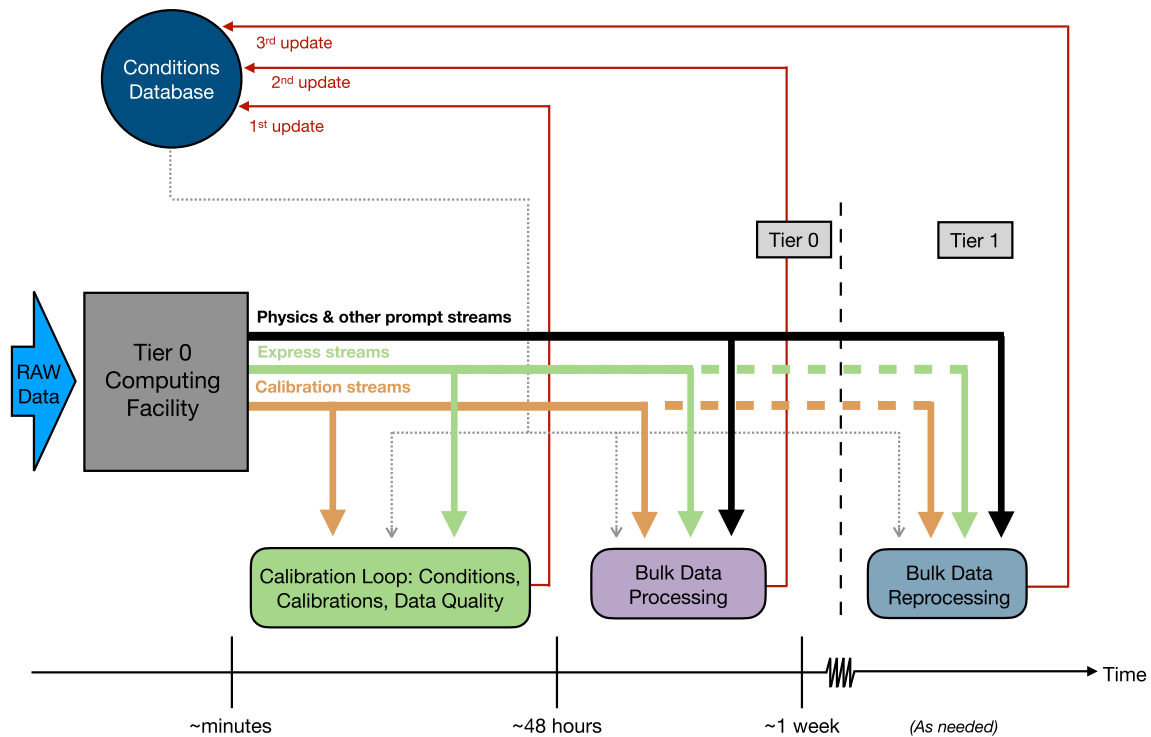 Conditions
Database
3rd update
2nd update
1st update
Tier 0
Tier 1
RAW
Data
Tier 0
Computing
Facility
Physics & other prompt streams
Express streams
Calibration streams
Calibration Loop: Conditions,
Calibrations, Data Quality
Bulk Data
Processing
Bulk Data
Reprocessing
Time
~minutes
~48 hours
~1 week
(As needed)